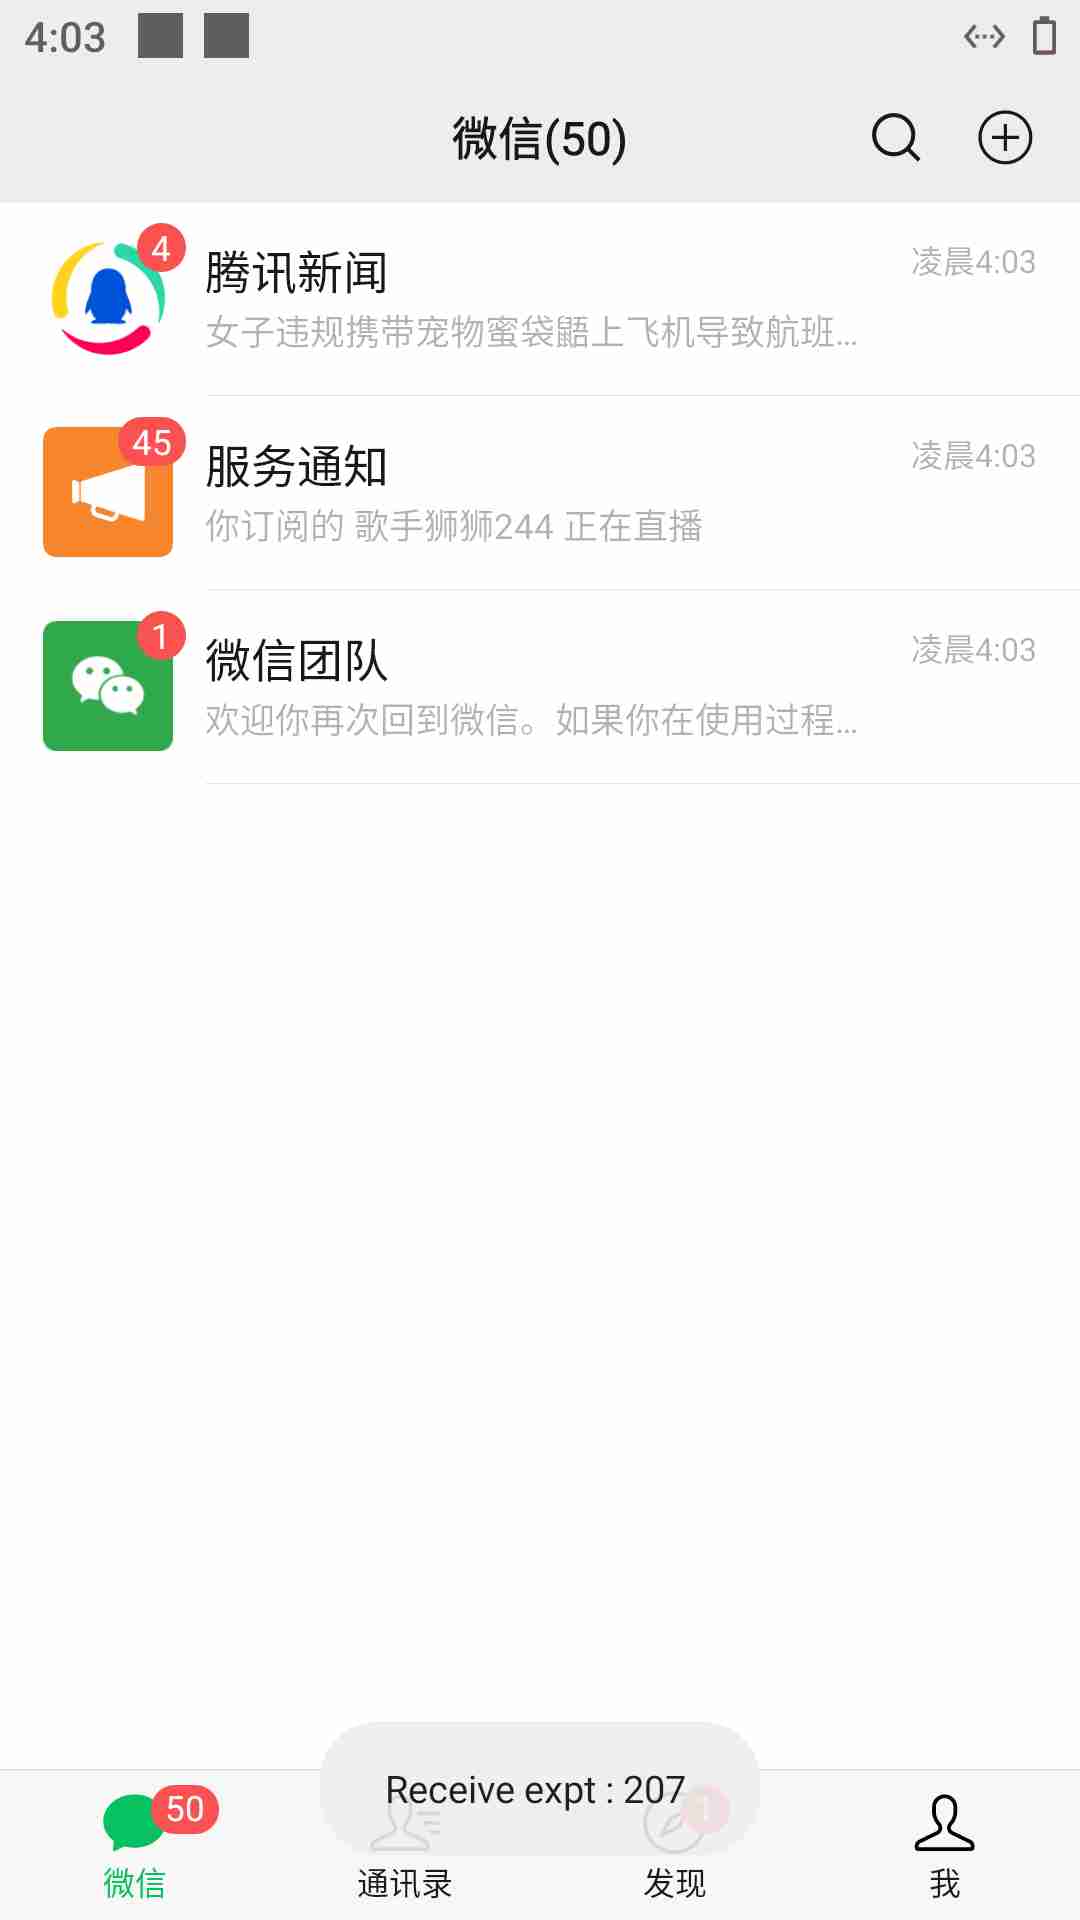 4:03
微信(50)
4
腾讯新闻
凌晨4:03
女子违规携带宠物蜜袋鼯上飞机导致航班...
45
服务通知
凌晨4:03
你订阅的 歌手狮狮244 正在直播
1
微信团队
凌晨4:03
欢迎你再次回到微信。如果你在使用过程...
Receive expt : 207
50
1
微信
通讯录
发现
我